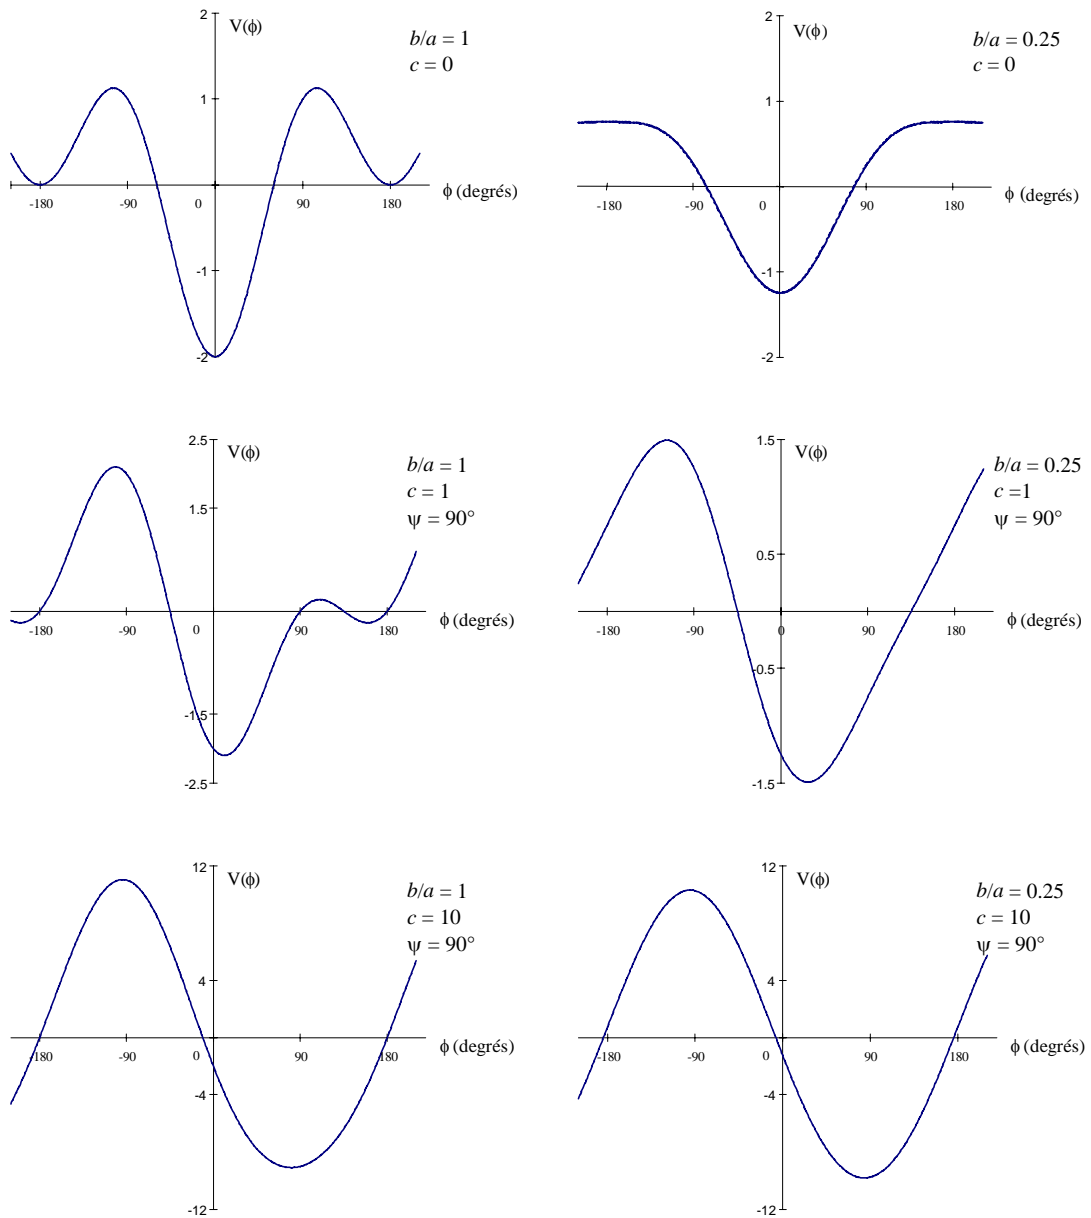 2
V(ϕ)
b/a = 1
c = 0
1
-180
-90
0
90
180
ϕ (degrés)
-1
-2
2
V(ϕ)
b/a = 0.25
c = 0
1
-180
-90
0
90
180
ϕ (degrés)
-1
-2
2.5
V(ϕ)
b/a = 1
c = 1
ψ = 90°
1.5
-180
-90
0
90
180
ϕ (degrés)
-1.5
-2.5
1.5
V(ϕ)
b/a = 0.25
c =1
ψ = 90°
0.5
-180
-90
0
90
180
ϕ (degrés)
-0.5
-1.5
12
V(ϕ)
b/a = 1
c = 10
ψ = 90°
4
-180
-90
0
90
180
ϕ (degrés)
-4
-12
12
V(ϕ)
b/a = 0.25
c = 10
ψ = 90°
4
-180
-90
0
90
180
ϕ (degrés)
-4
-12